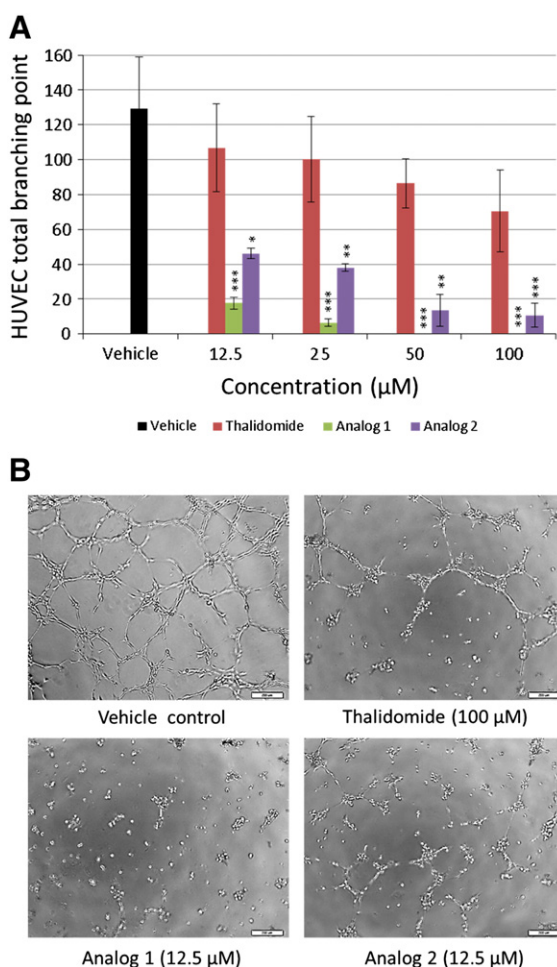 A
HUVEC total branching point
160
140
120
100
80
60
40
20
0
***
*
***
**
***
**
***
***
Vehicle 12.5 25 50 100
Concentration (µM)
Vehicle Thalidomide Analog 1 Analog 2
B
Vehicle control Thalidomide (100 µM)
Analog 1 (12.5 µM) Analog 2 (12.5 µM)